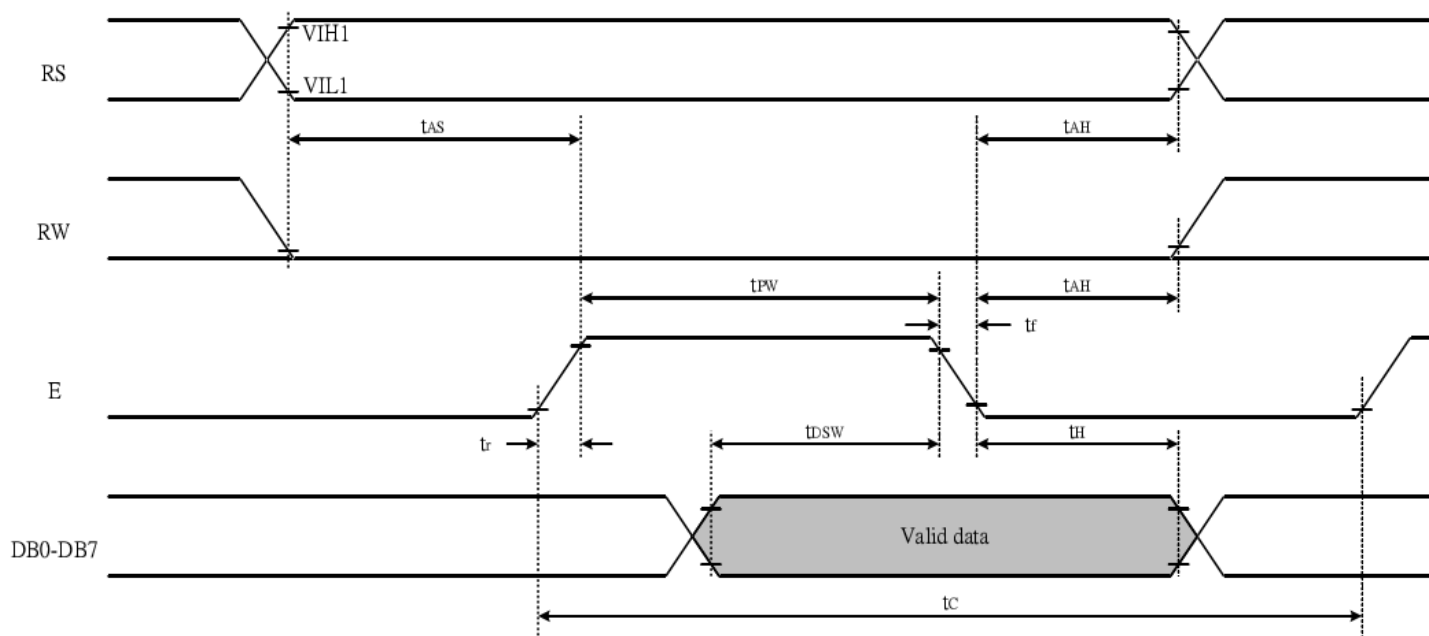 VIH1
RS
VIL1
tAS
tAH
RW
tPW
tAH
tf
E
tr
tDSW
tH
DB0-DB7
Valid data
tC